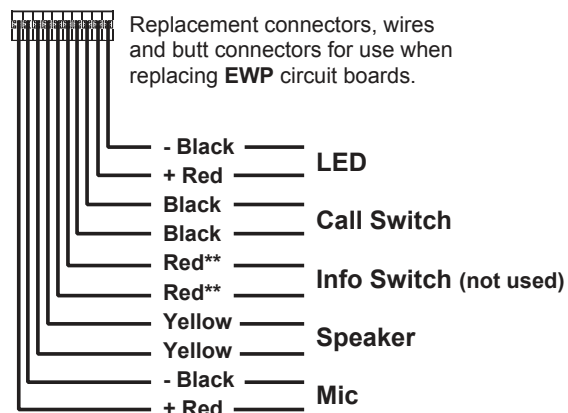 Replacement connectors, wires
and butt connectors for use when
replacing EWP circuit boards.
- Black
LED
+ Red
Black
Call Switch
Black
Red**
Info Switch (not used)
Red**
Yellow
Speaker
Yellow
- Black
Mic
+ Red